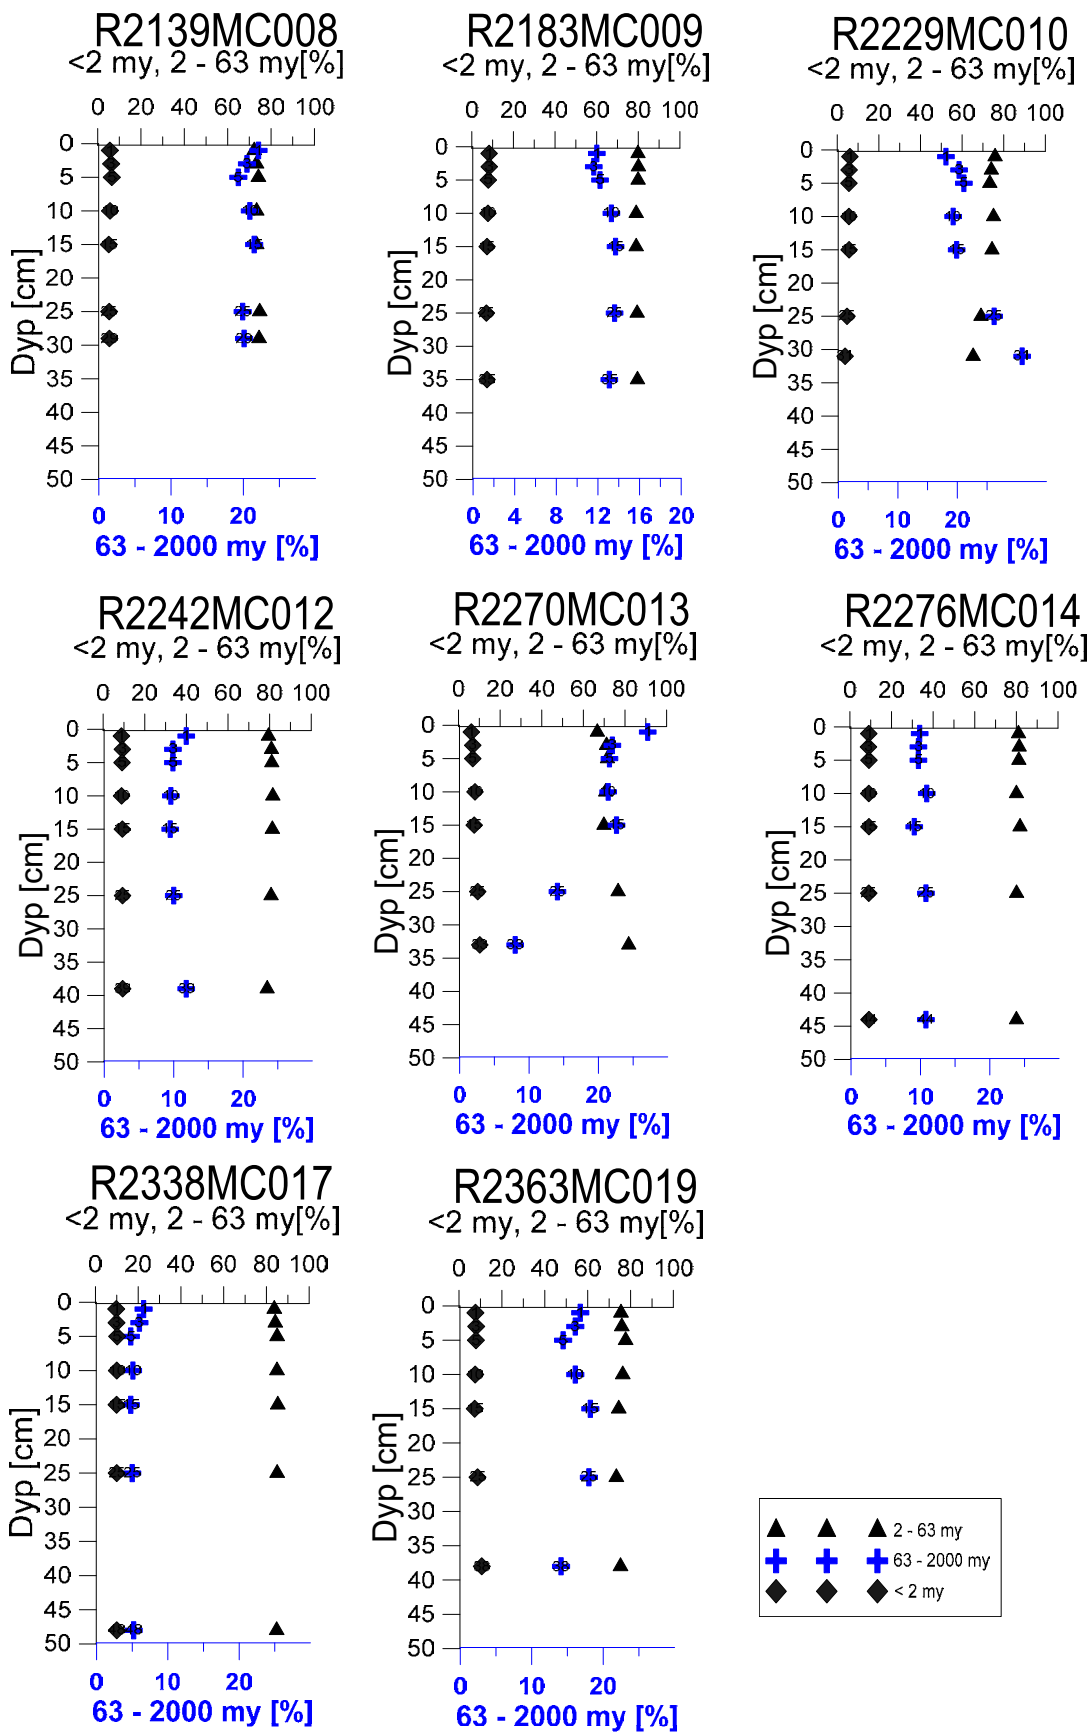 R2139MC008
<2 my, 2 - 63 my[%]
0 20 40 60 80 100
0
5
10
15
20
25
30
35
40
45
50
Dyp [cm]
0 10 20
63 - 2000 my [%]
R2183MC009
<2 my, 2 - 63 my[%]
0 20 40 60 80 100
0
5
10
15
20
25
30
35
40
45
50
Dyp [cm]
0 4 8 12 16 20
63 - 2000 my [%]
R2229MC010
<2 my, 2 - 63 my[%]
0 20 40 60 80 100
0
5
10
15
20
25
30
35
40
45
50
Dyp [cm]
0 10 20
63 - 2000 my [%]
R2242MC012
<2 my, 2 - 63 my[%]
0 20 40 60 80 100
0
5
10
15
20
25
30
35
40
45
50
Dyp [cm]
0 10 20
63 - 2000 my [%]
R2270MC013
<2 my, 2 - 63 my[%]
0 20 40 60 80 100
0
5
10
15
20
25
30
35
40
45
50
Dyp [cm]
0 10 20
63 - 2000 my [%]
R2276MC014
<2 my, 2 - 63 my[%]
0 20 40 60 80 100
0
5
10
15
20
25
30
35
40
45
50
Dyp [cm]
0 10 20
63 - 2000 my [%]
R2338MC017
<2 my, 2 - 63 my[%]
0 20 40 60 80 100
0
5
10
15
20
25
30
35
40
45
50
Dyp [cm]
0 10 20
63 - 2000 my [%]
R2363MC019
<2 my, 2 - 63 my[%]
0 20 40 60 80 100
0
5
10
15
20
25
30
35
40
45
50
Dyp [cm]
0 10 20
63 - 2000 my [%]
2 - 63 my
63 - 2000 my
< 2 my